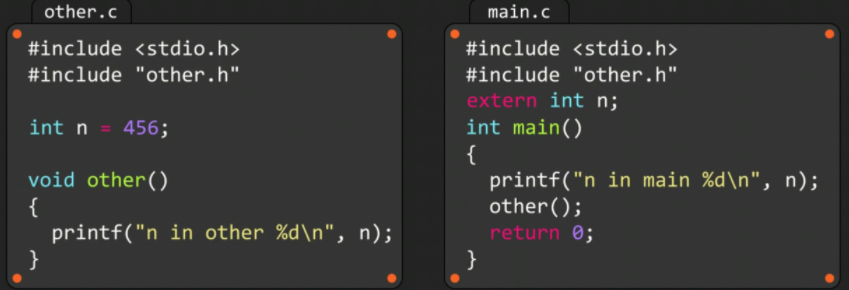 other.c
#include <stdio.h>
#include "other.h"
int n = 456;
void other()
{
printf("n in other %d\n", n);
}
main.c
#include <stdio.h>
#include "other.h"
extern int n;
int main()
{
printf("n in main %d\n", n);
other();
return 0;
}